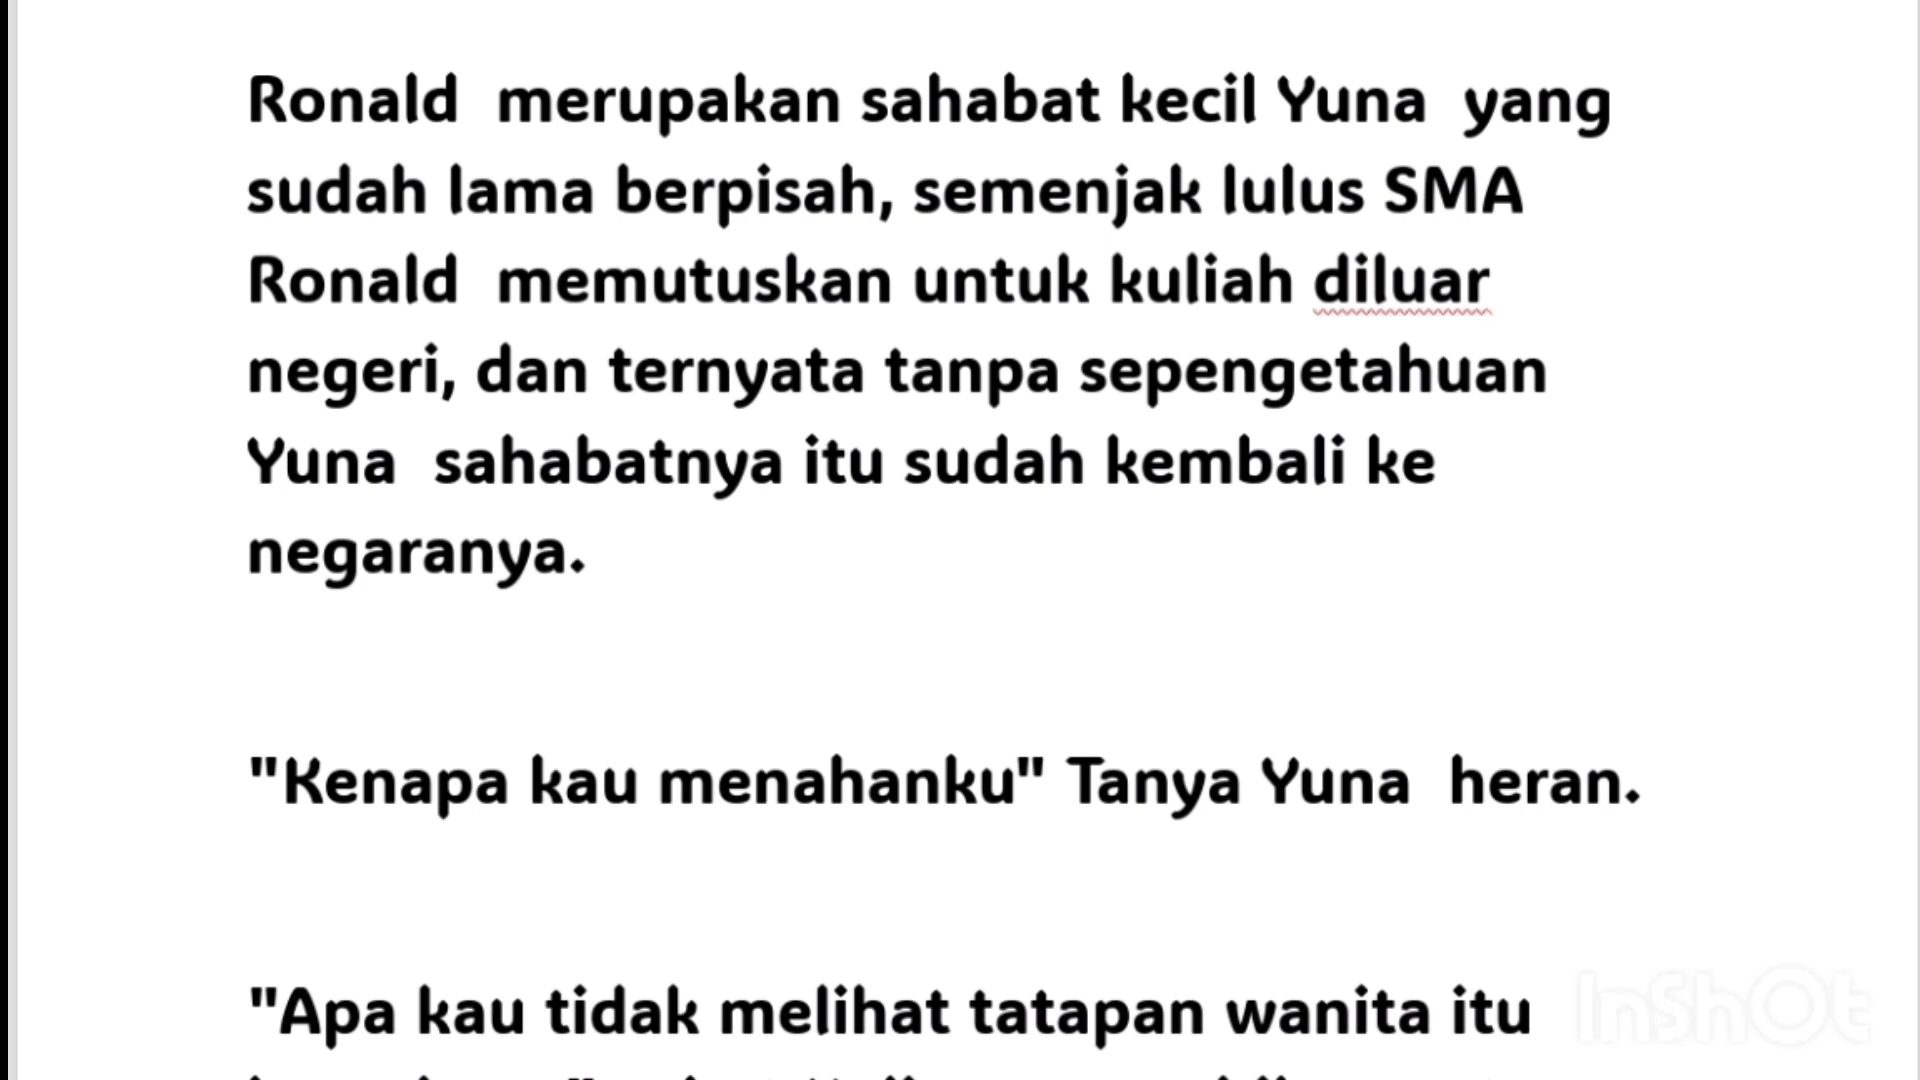 Ronald  merupakan sahabat kecil Yuna  yang
sudah lama berpisah, semenjak lulus SMA
Ronald  memutuskan untuk kuliah diluar
negeri, dan ternyata tanpa sepengetahuan
Yuna  sahabatnya itu sudah kembali ke
negaranya.
"Kenapa kau menahanku" Tanya Yuna  heran.
"Apa kau tidak melihat tatapan wanita itu
InShOt